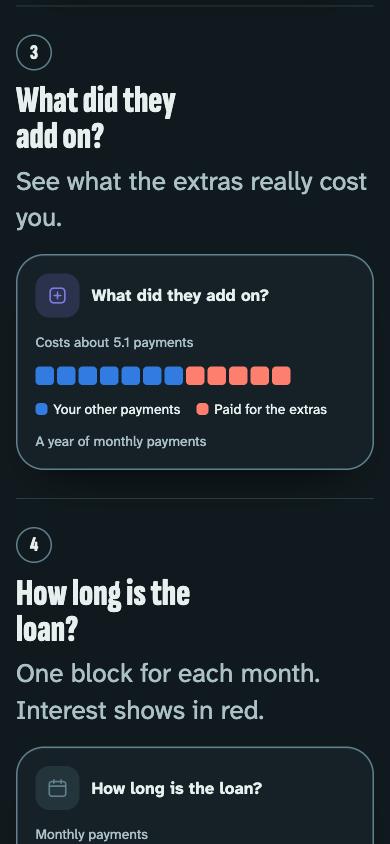 3
What did they
add on?
See what the extras really cost
you.
What did they add on?
Costs about 5.1 payments
Your other payments
Paid for the extras
A year of monthly payments
4
How long is the
loan?
One block for each month.
Interest shows in red.
How long is the loan?
Monthly payments